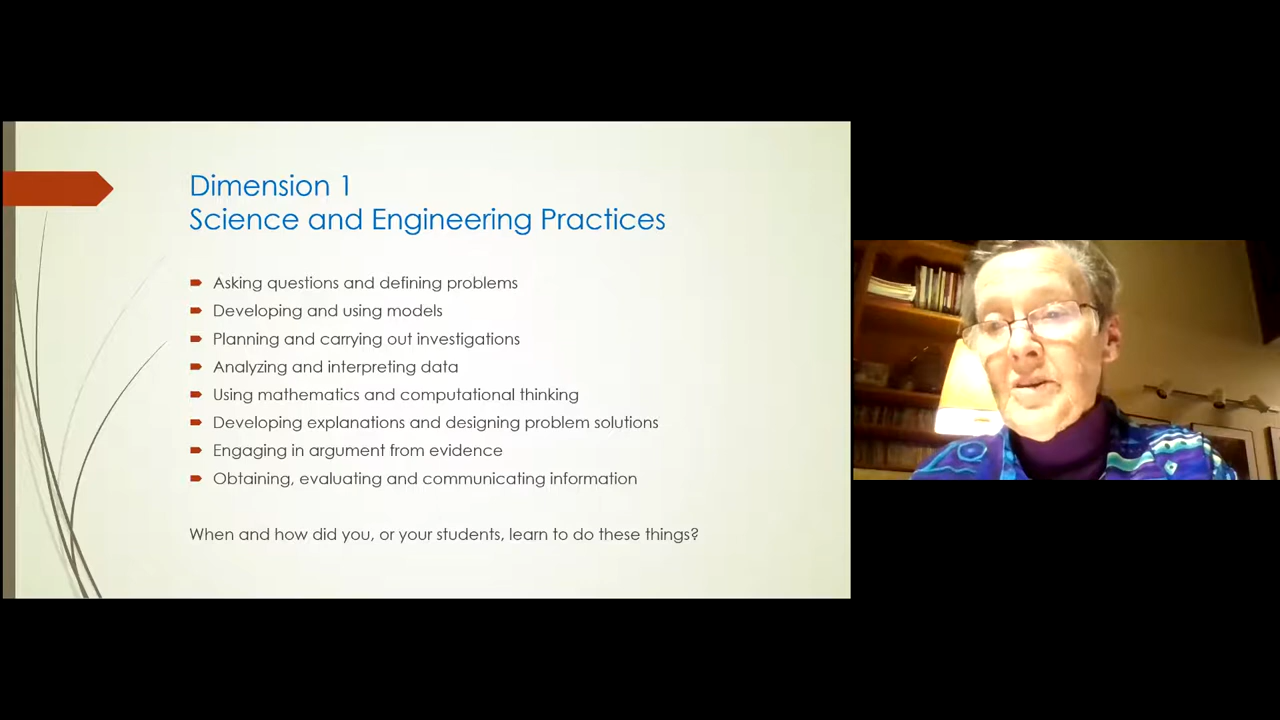 Dimension 1
Science and Engineering Practices
Asking questions and defining problems
Developing and using models
Planning and carrying out investigations
Analyzing and interpreting data
Using mathematics and computational thinking
Developing explanations and designing problem solutions
Engaging in argument from evidence
Obtaining, evaluating and communicating information
When and how did you, or your students, learn to do these things?